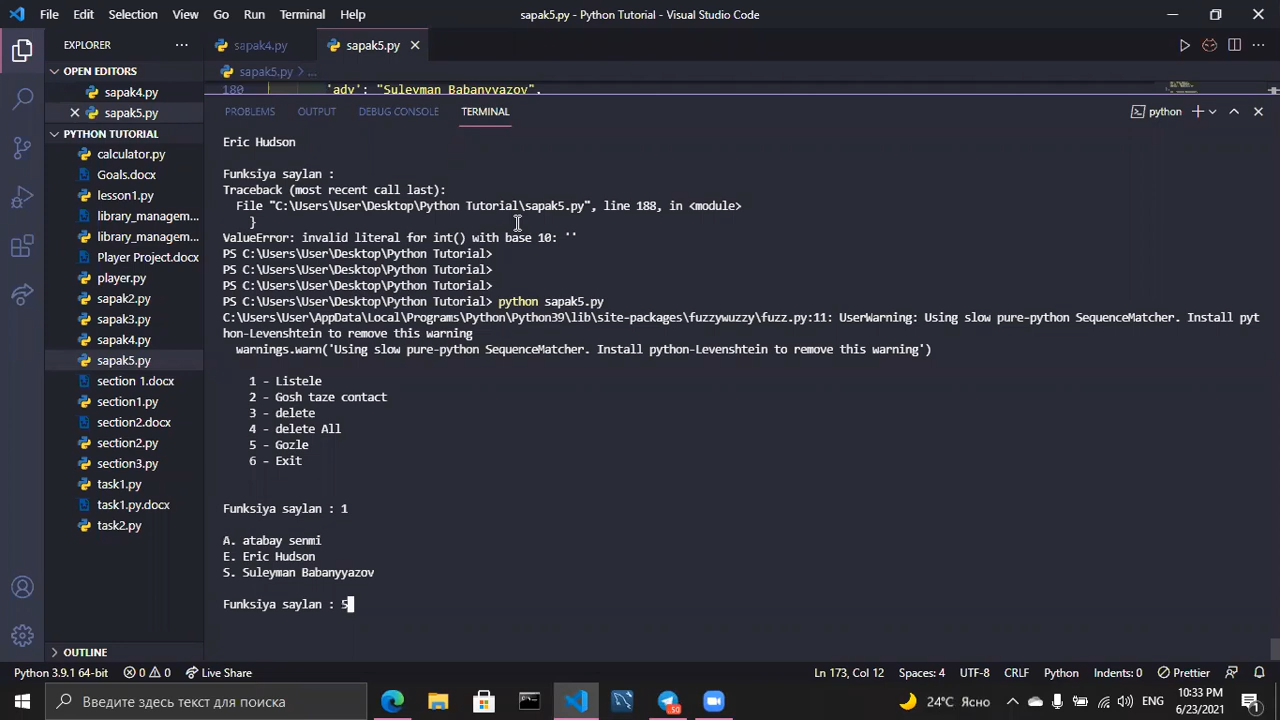 File Edit Selection View Go Run Terminal Help sapak5.py - Python Tutorial - Visual Studio Code
EXPLORER
sapak4.py sapak5.py
OPEN EDITORS
sapak5.py > ...
sapak4.py
180 'ady': "Suleyman Babanyyazov",
sapak5.py
PROBLEMS OUTPUT DEBUG CONSOLE TERMINAL python
PYTHON TUTORIAL
calculator.py
Goals.docx
lesson1.py
library_managem...
library_managem...
Player Project.docx
player.py
sapak2.py
sapak3.py
sapak4.py
sapak5.py
section 1.docx
section1.py
section2.docx
section2.py
section3.py
task1.py
task1.py.docx
task2.py
OUTLINE
Eric Hudson
Funksiya saylan :
Traceback (most recent call last):
File "C:\Users\User\Desktop\Python Tutorial\sapak5.py", line 188, in <module>
}
ValueError: invalid literal for int() with base 10: ''
PS C:\Users\User\Desktop\Python Tutorial>
PS C:\Users\User\Desktop\Python Tutorial>
PS C:\Users\User\Desktop\Python Tutorial>
PS C:\Users\User\Desktop\Python Tutorial> python sapak5.py
C:\Users\User\AppData\Local\Programs\Python\Python39\lib\site-packages\fuzzywuzzy\fuzz.py:11: UserWarning: Using slow pure-python SequenceMatcher. Install pyt
hon-Levenshtein to remove this warning
warnings.warn('Using slow pure-python SequenceMatcher. Install python-Levenshtein to remove this warning')
1 - Listele
2 - Gosh taze contact
3 - delete
4 - delete All
5 - Gozle
6 - Exit
Funksiya saylan : 1
A. atabay senmi
E. Eric Hudson
S. Suleyman Babanyyazov
Funksiya saylan : 5
Python 3.9.1 64-bit 0 0 Live Share Ln 173, Col 12 Spaces: 4 UTF-8 CRLF Python Indents: 0 Prettier
Введите здесь текст для поиска 50 24°C Ясно ENG 10:33 PM
6/23/2021